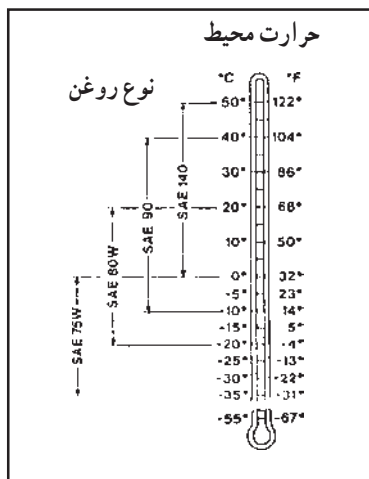 حرارت محیط
نوع روغن
°C °F
50° 122°
40° 104°
30° 86°
20° 68°
10° 50°
0° 32°
-5° 23°
-10° 14°
-15° 5°
-20° -4°
-25° -13°
-30° -22°
-35° -31°
-55° -67°
SAE 75W
SAE 80W
SAE 90
SAE 140